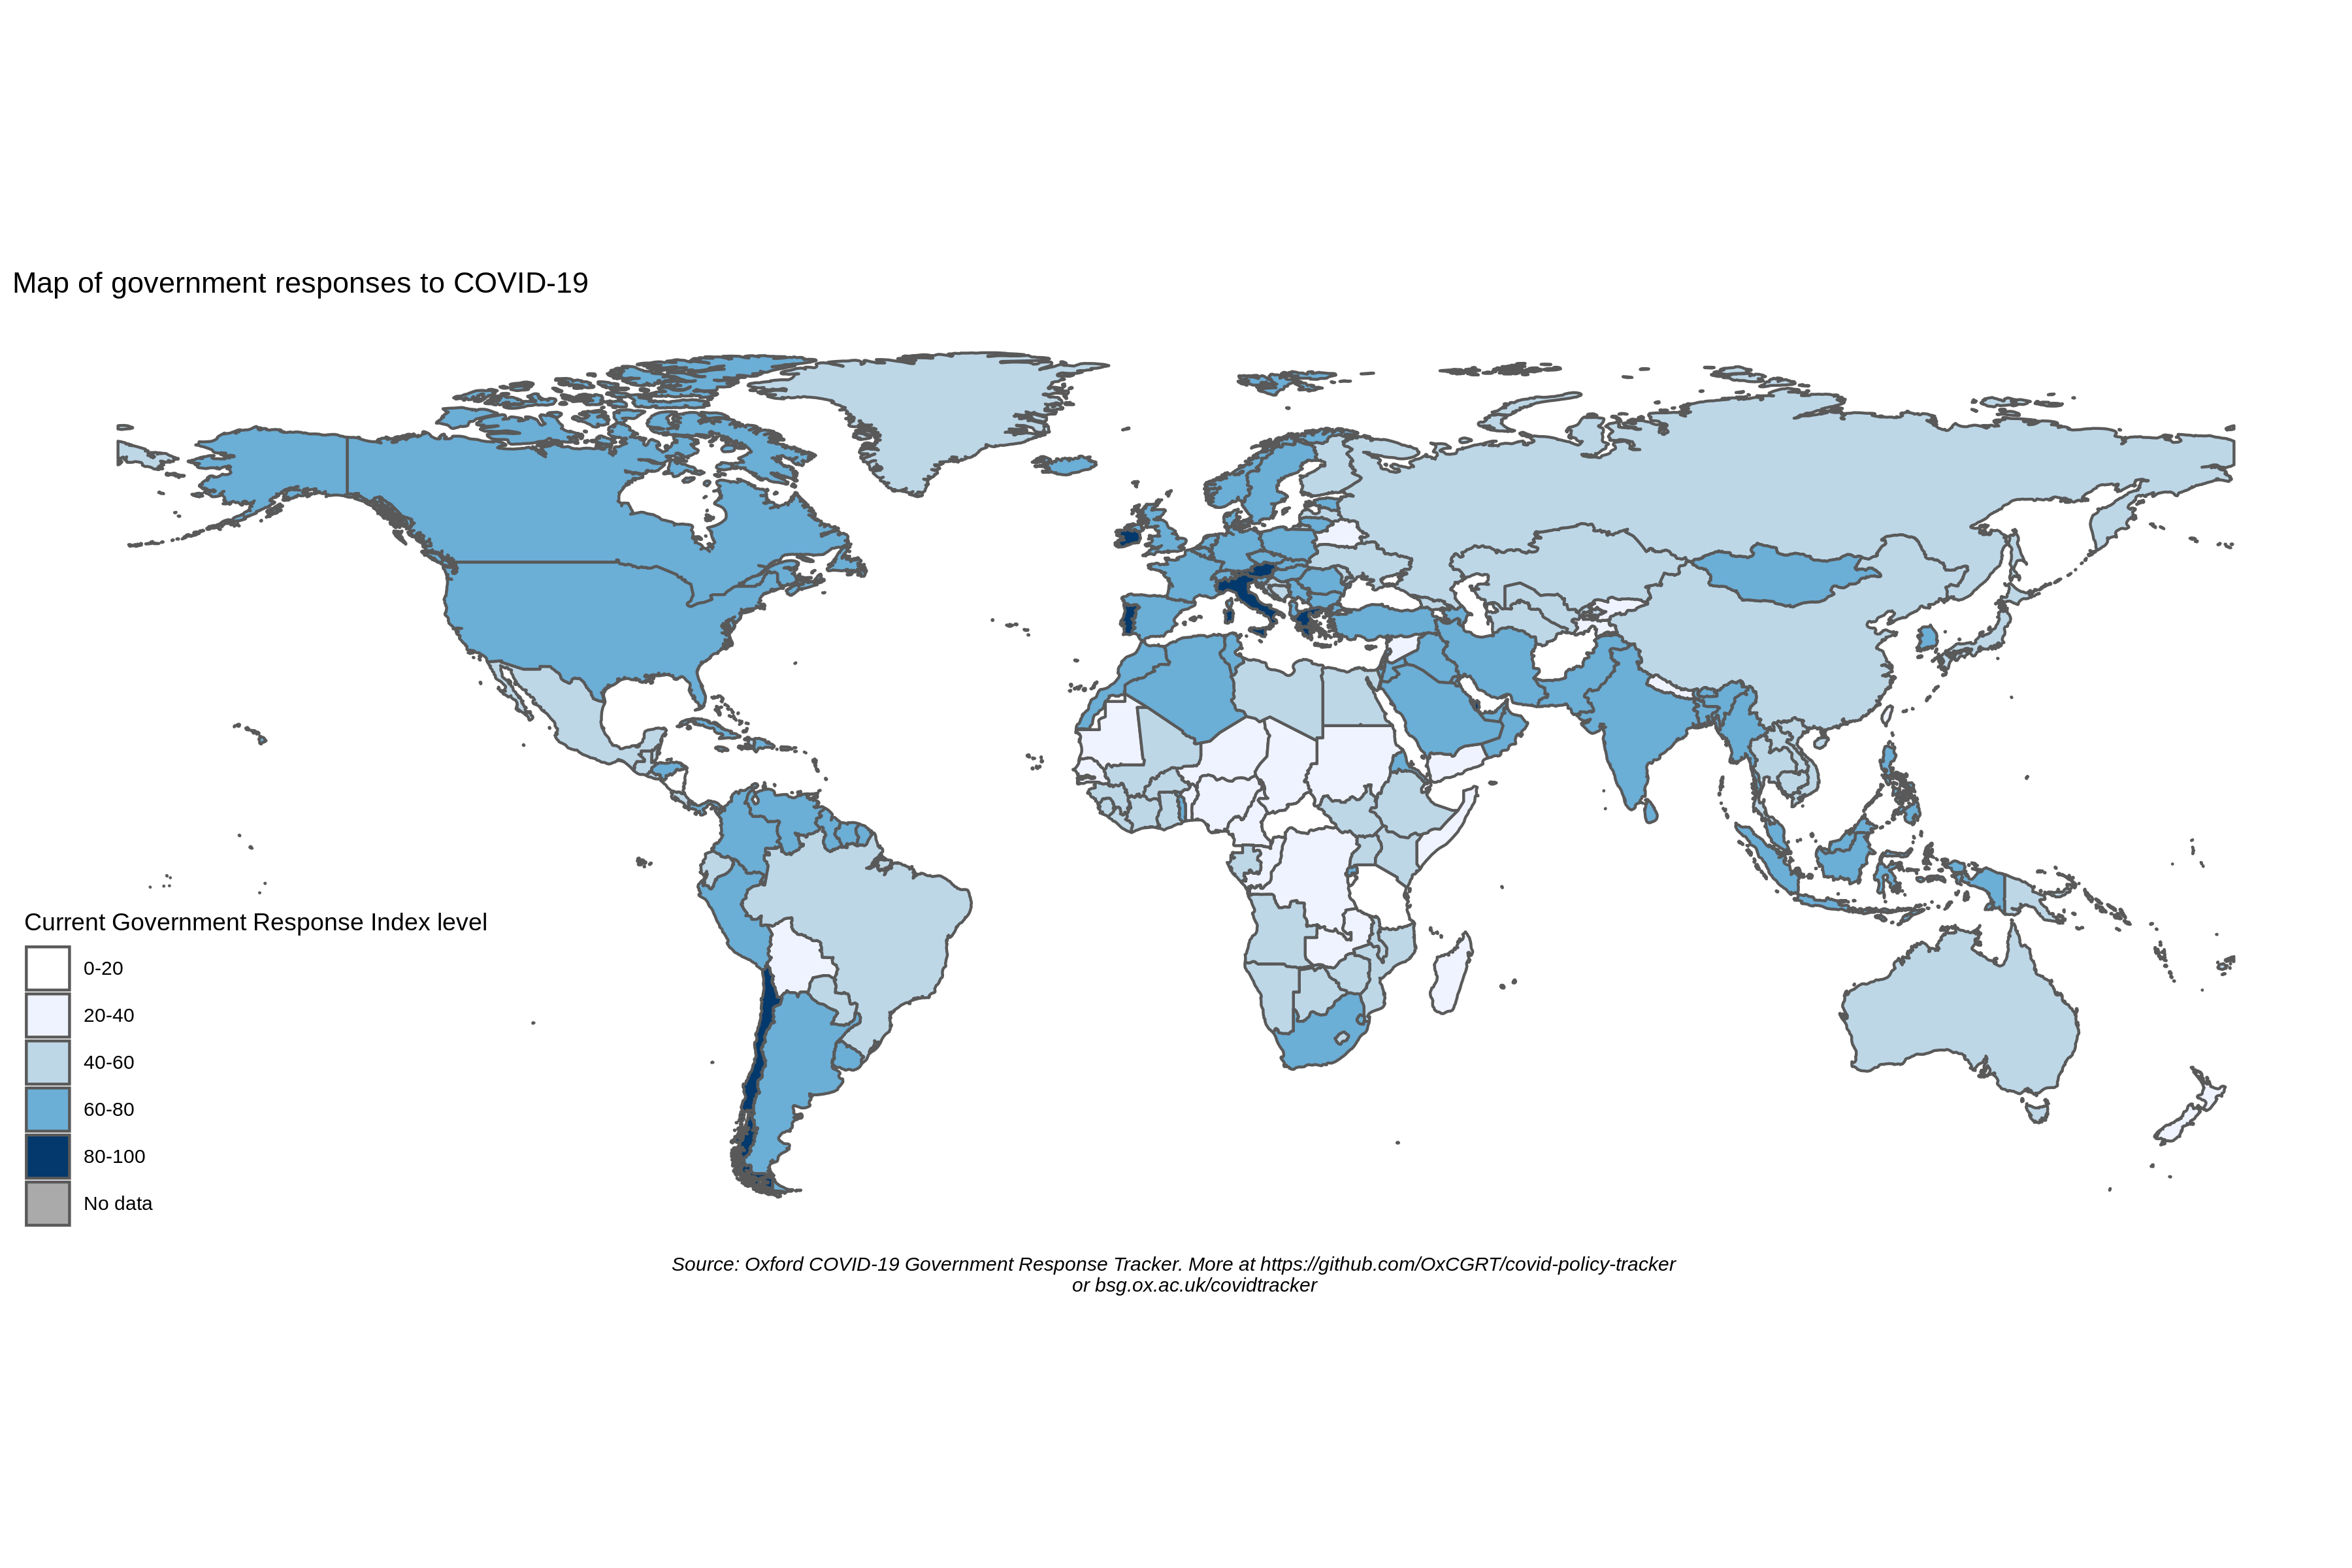 Map of government responses to COVID-19
Current Government Response Index level
0-20
20-40
40-60
60-80
80-100
No data
Source: Oxford COVID-19 Government Response Tracker. More at https://github.com/OxCGRT/covid-policy-tracker
or bsg.ox.ac.uk/covidtracker